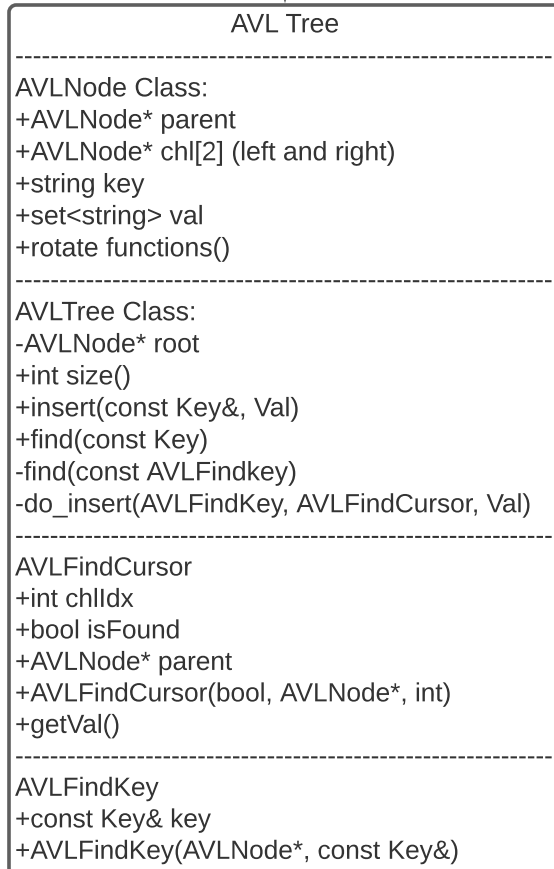 AVL Tree
--------------------------------------------------------------------
AVLNode Class:
+AVLNode* parent
+AVLNode* chl[2] (left and right)
+string key
+set<string> val
+rotate functions()
--------------------------------------------------------------------
AVLTree Class:
-AVLNode* root
+int size()
+insert(const Key&, Val)
+find(const Key)
-find(const AVLFindkey)
-do_insert(AVLFindKey, AVLFindCursor, Val)
--------------------------------------------------------------------
AVLFindCursor
+int chlIdx
+bool isFound
+AVLNode* parent
+AVLFindCursor(bool, AVLNode*, int)
+getVal()
--------------------------------------------------------------------
AVLFindKey
+const Key& key
+AVLFindKey(AVLNode*, const Key&)